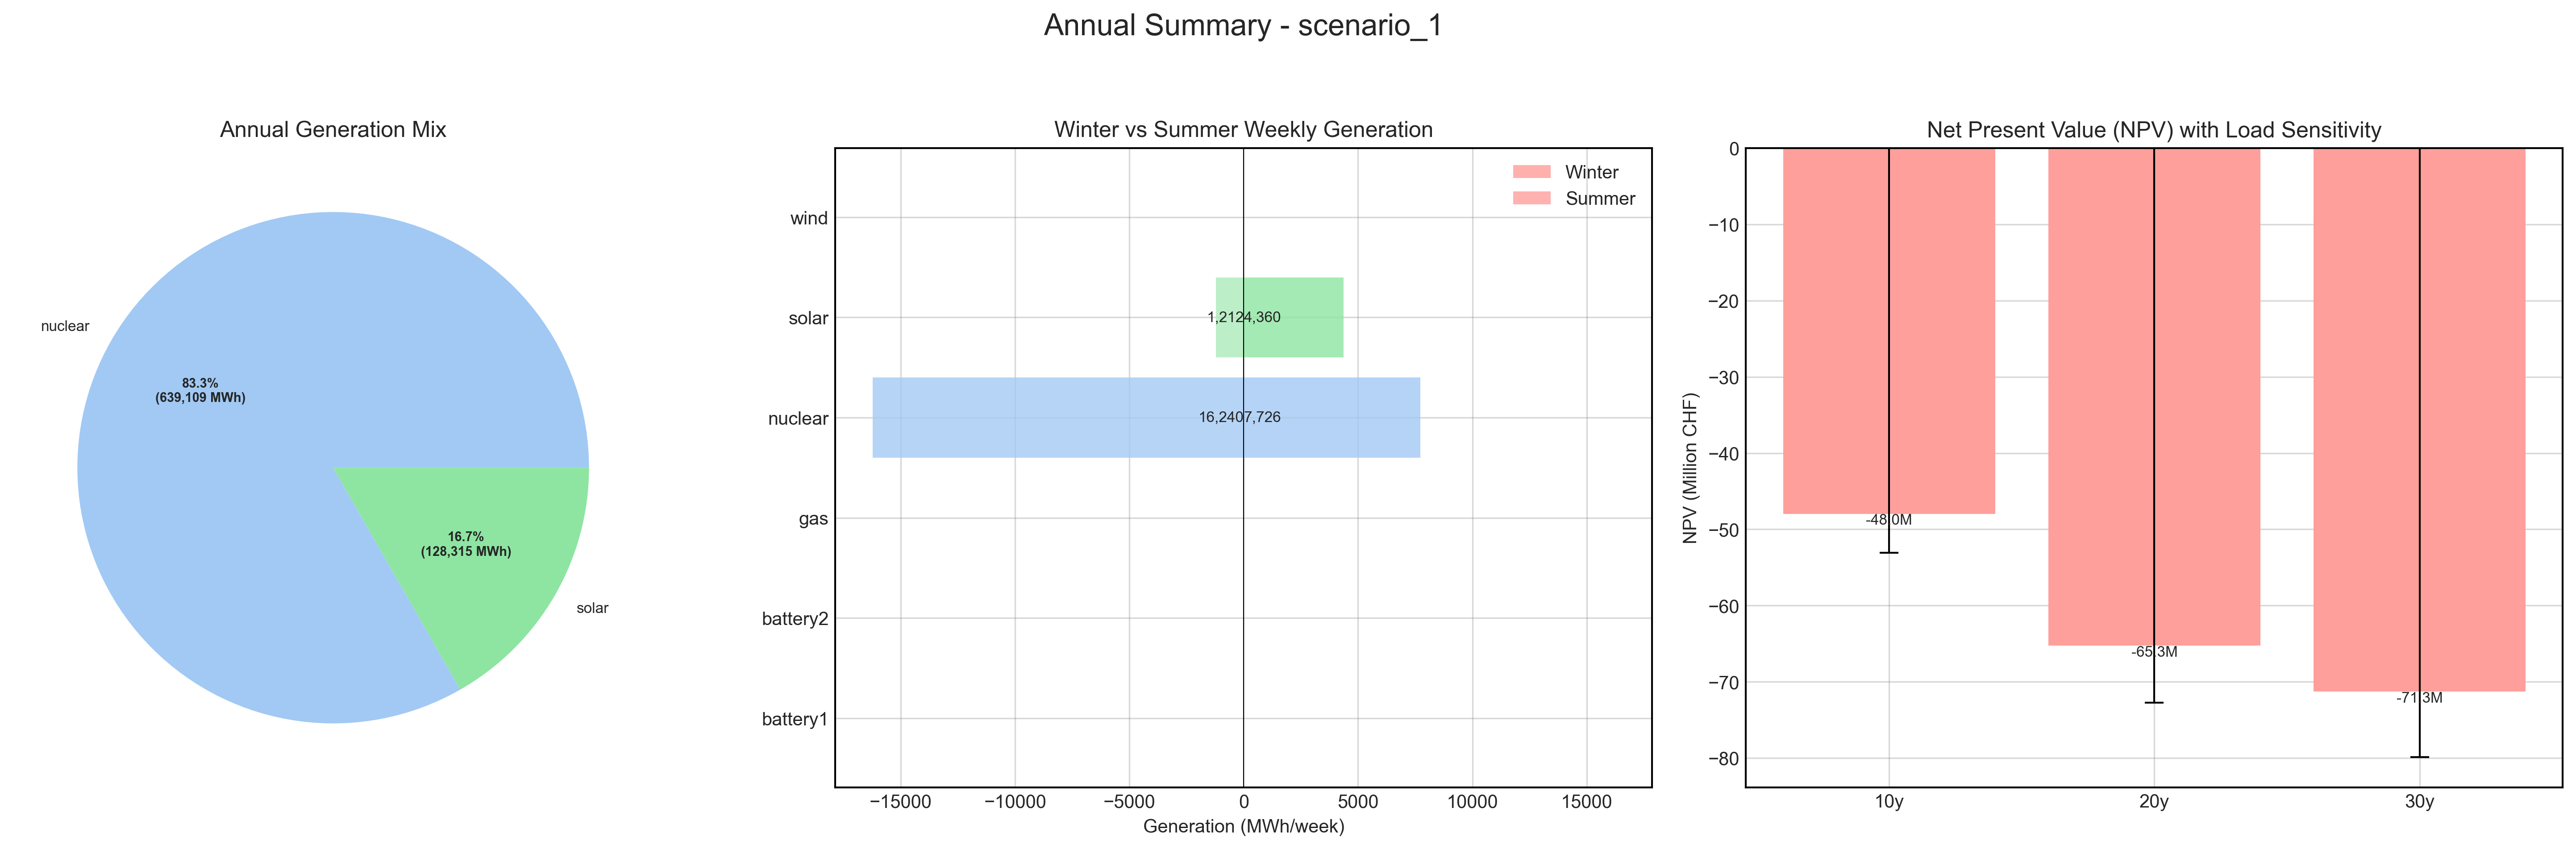 Annual Summary - scenario_1
Annual Generation Mix
nuclear
83.3%
(639,109 MWh)
16.7%
(128,315 MWh)
solar
Winter vs Summer Weekly Generation
Winter
Summer
wind
solar
1,2124,360
nuclear
16,2407,726
gas
battery2
battery1
−15000 −10000 −5000 0 5000 10000 15000
Generation (MWh/week)
Net Present Value (NPV) with Load Sensitivity
NPV (Million CHF)
0
−10
−20
−30
−40
−50
−60
−70
−80
-48.0M
-65.3M
-71.3M
10y 20y 30y